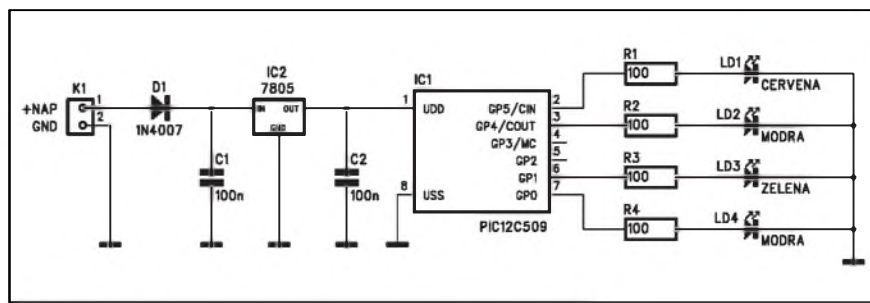 K1
+NAP
GND
1
2
D1
1N4007
C1
100n
IC2
7805
IN
OUT
GND
C2
100n
IC1
1
UDD
8
USS
GP5/CIN
2
GP4/COUT
3
GP3/MC
4
GP2
5
GP1
6
GP0
7
PIC12C509
R1
100
LD1
CERVENA
R2
100
LD2
MODRA
R3
100
LD3
ZELENA
R4
100
LD4
MODRA